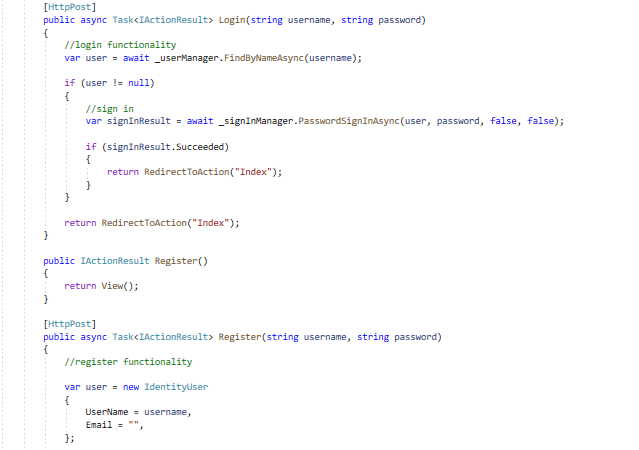 [HttpPost]
public async Task<IActionResult> Login(string username, string password)
{
//login functionality
var user = await _userManager.FindByNameAsync(username);
if (user != null)
{
//sign in
var signInResult = await _signInManager.PasswordSignInAsync(user, password, false, false);
if (signInResult.Succeeded)
{
return RedirectToAction("Index");
}
}
return RedirectToAction("Index");
}
public IActionResult Register()
{
return View();
}
[HttpPost]
public async Task<IActionResult> Register(string username, string password)
{
//register functionality
var user = new IdentityUser
{
UserName = username,
Email = "",
};